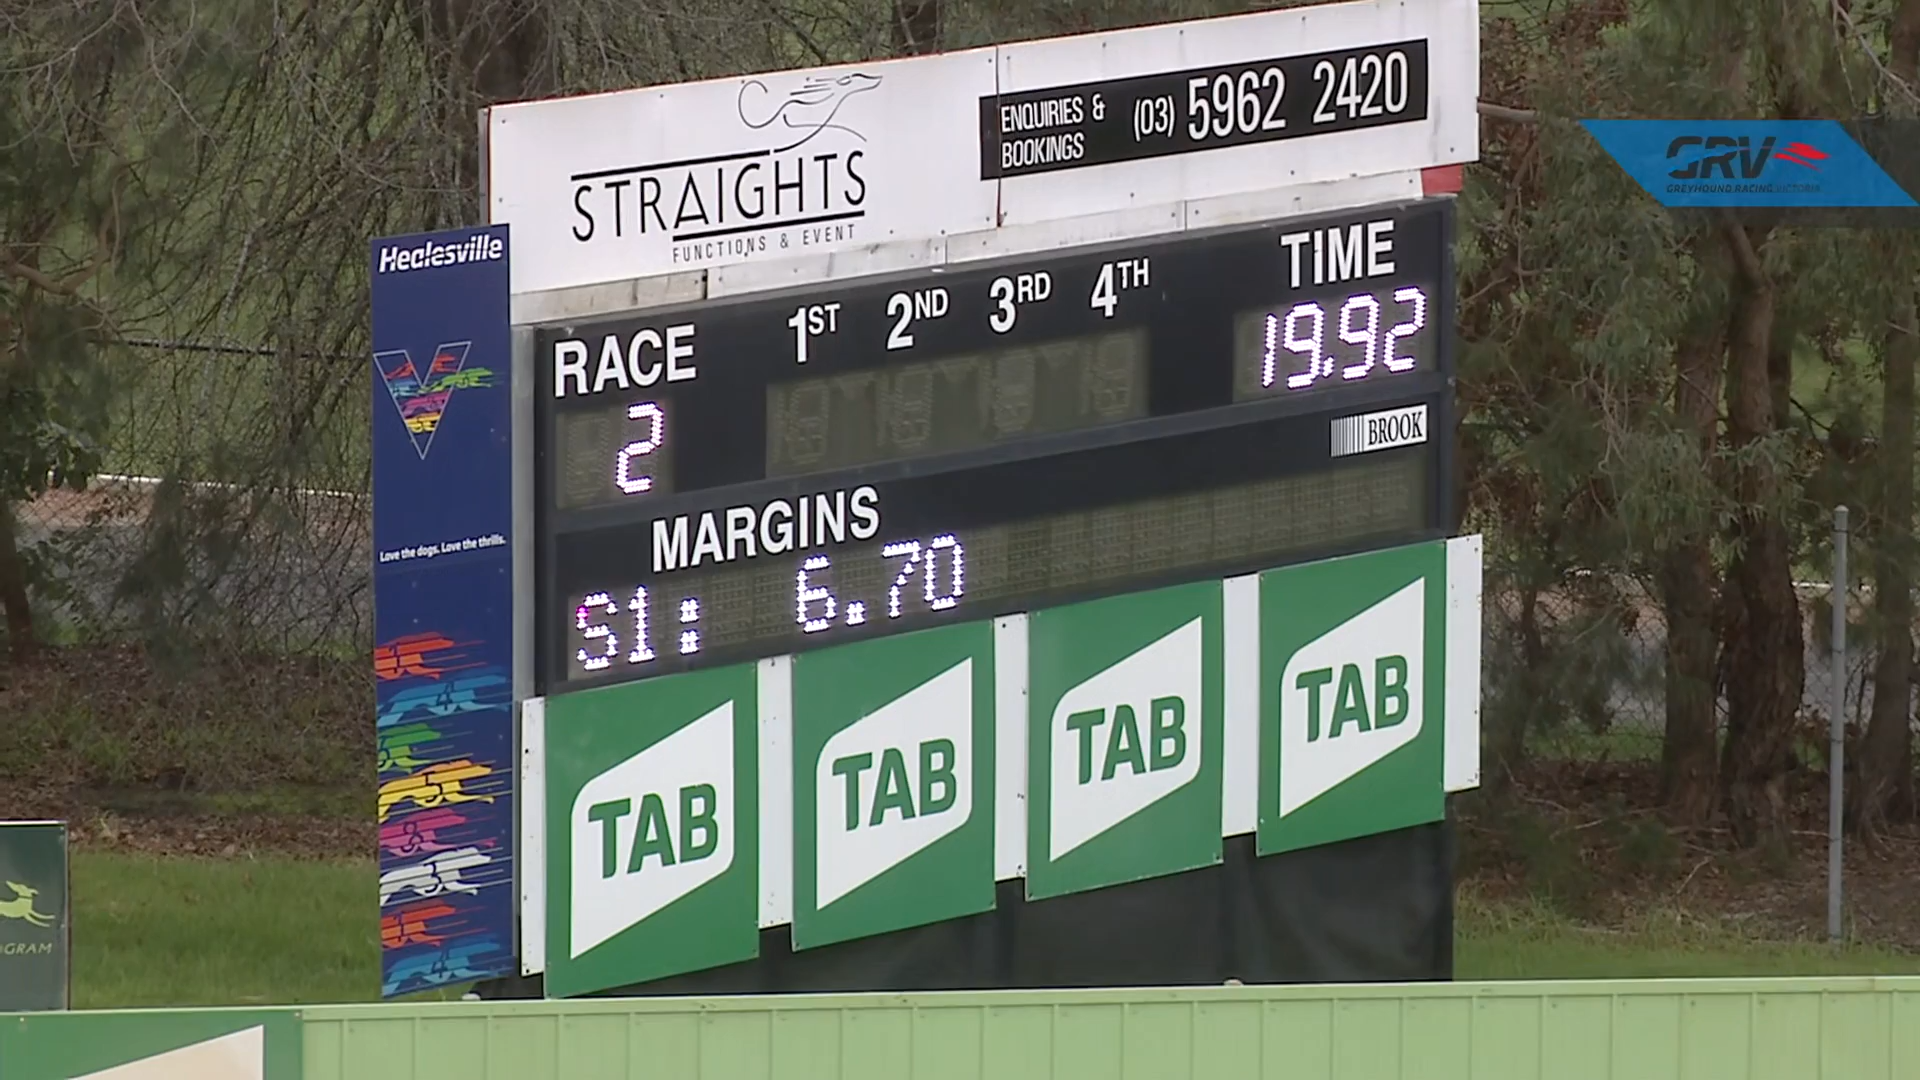 STRAIGHTS
FUNCTIONS & EVENT
ENQUIRIES & BOOKINGS (03) 5962 2420
GRV
GREYHOUND RACING VICTORIA
Healesville
V
Love the dogs. Love the thrills.
RACE 1ST 2ND 3RD 4TH TIME
2 19.92
BROOK
MARGINS
S1: 6.70
TAB TAB TAB TAB
GRAM